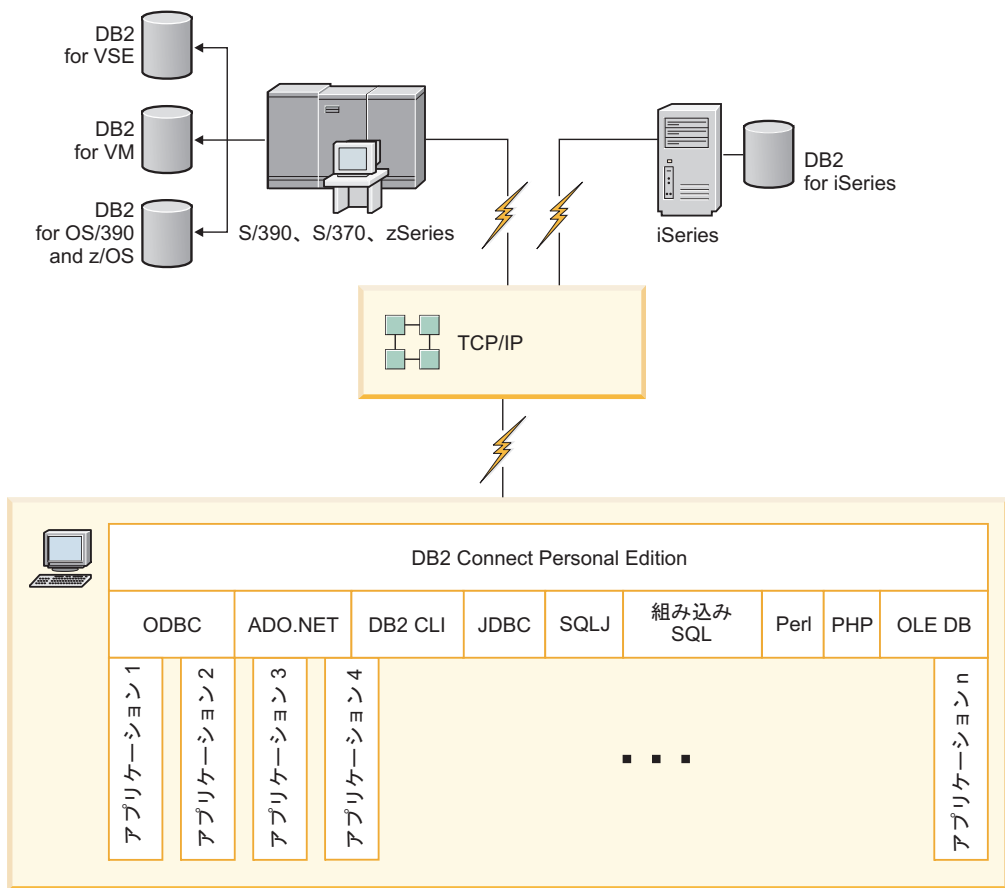 DB2
for VSE
DB2
for VM
DB2
for OS/390
and z/OS
S/390、S/370、zSeries
iSeries
DB2
for iSeries
TCP/IP
DB2 Connect Personal Edition
ODBC
ADO.NET
DB2 CLI
JDBC
SQLJ
組み込み
SQL
Perl
PHP
OLE DB
アプリケーション 1
アプリケーション 2
アプリケーション 3
アプリケーション 4
アプリケーション n